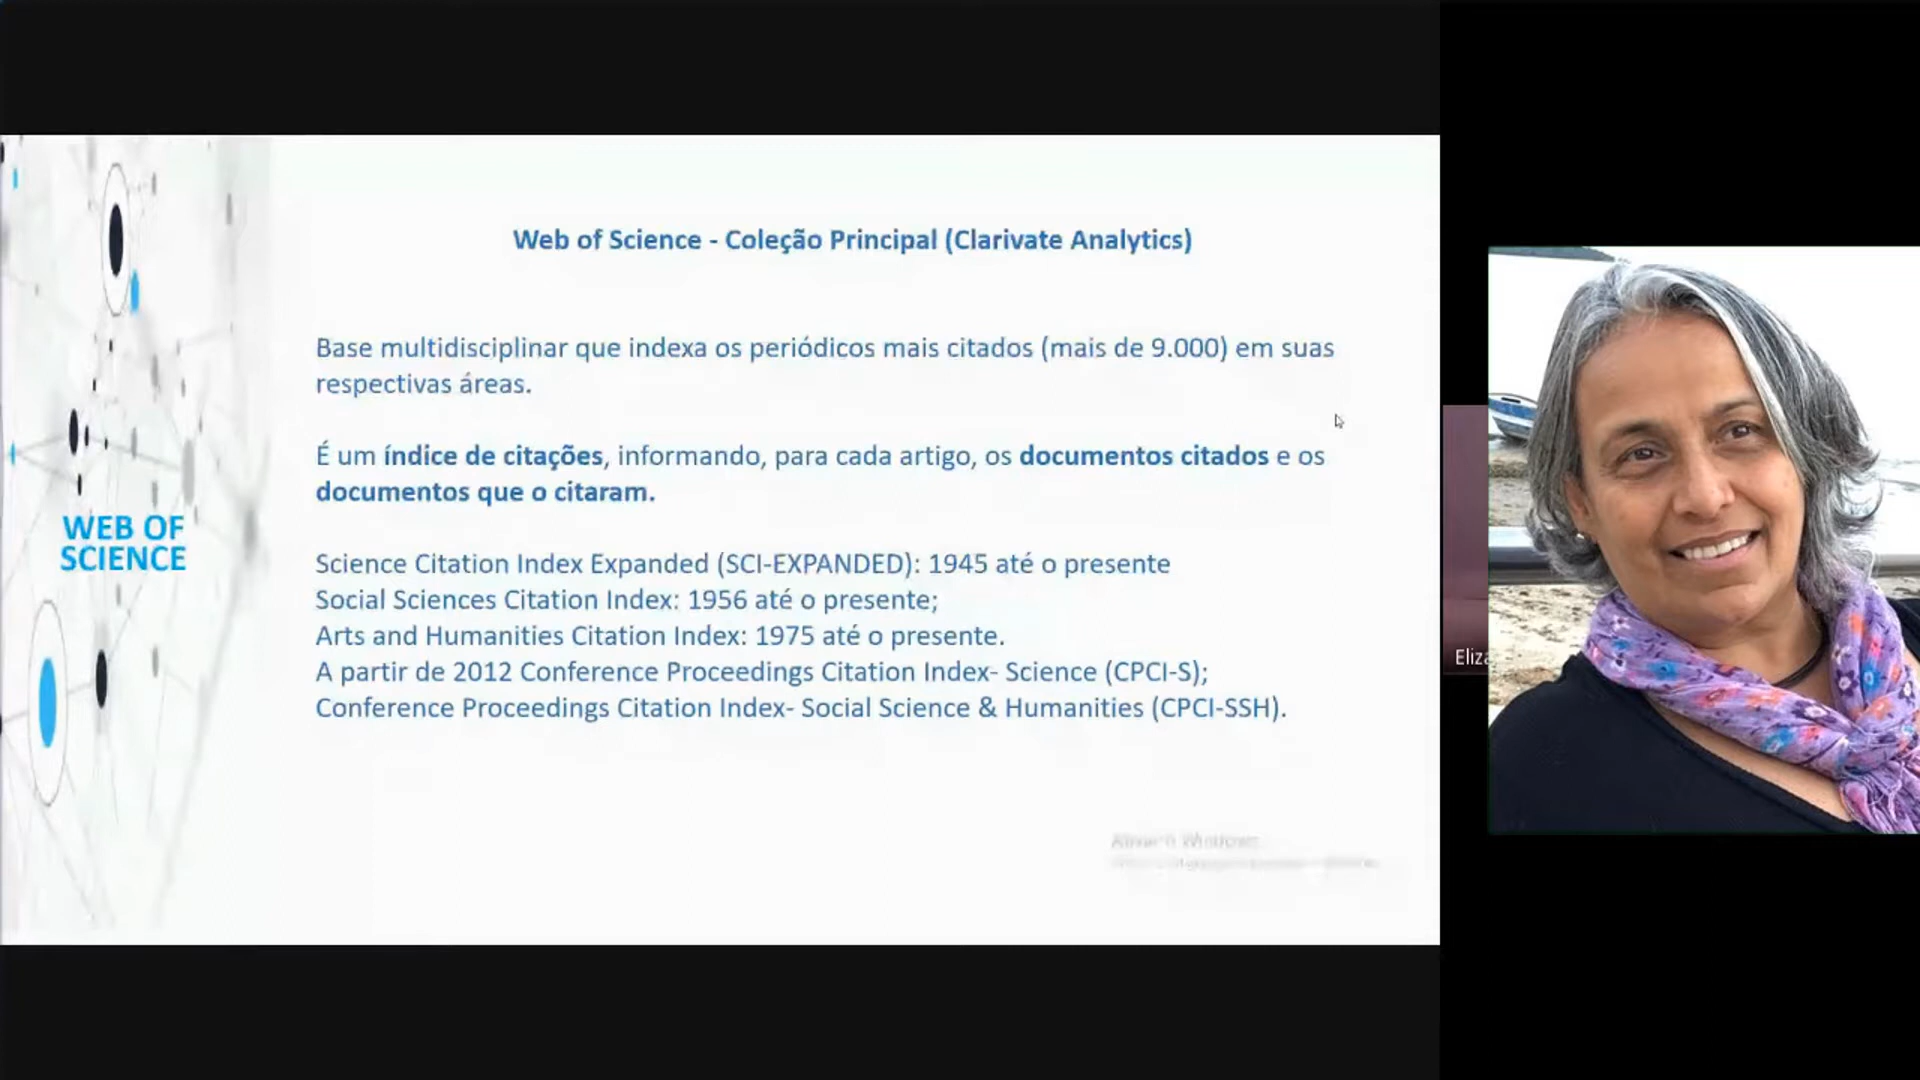 Web of Science - Coleção Principal (Clarivate Analytics)
Base multidisciplinar que indexa os periódicos mais citados (mais de 9.000) em suas
respectivas áreas.
É um índice de citações, informando, para cada artigo, os documentos citados e os
documentos que o citaram.
WEB OF
SCIENCE
Science Citation Index Expanded (SCI-EXPANDED): 1945 até o presente
Social Sciences Citation Index: 1956 até o presente;
Arts and Humanities Citation Index: 1975 até o presente.
A partir de 2012 Conference Proceedings Citation Index- Science (CPCI-S);
Conference Proceedings Citation Index- Social Science & Humanities (CPCI-SSH).